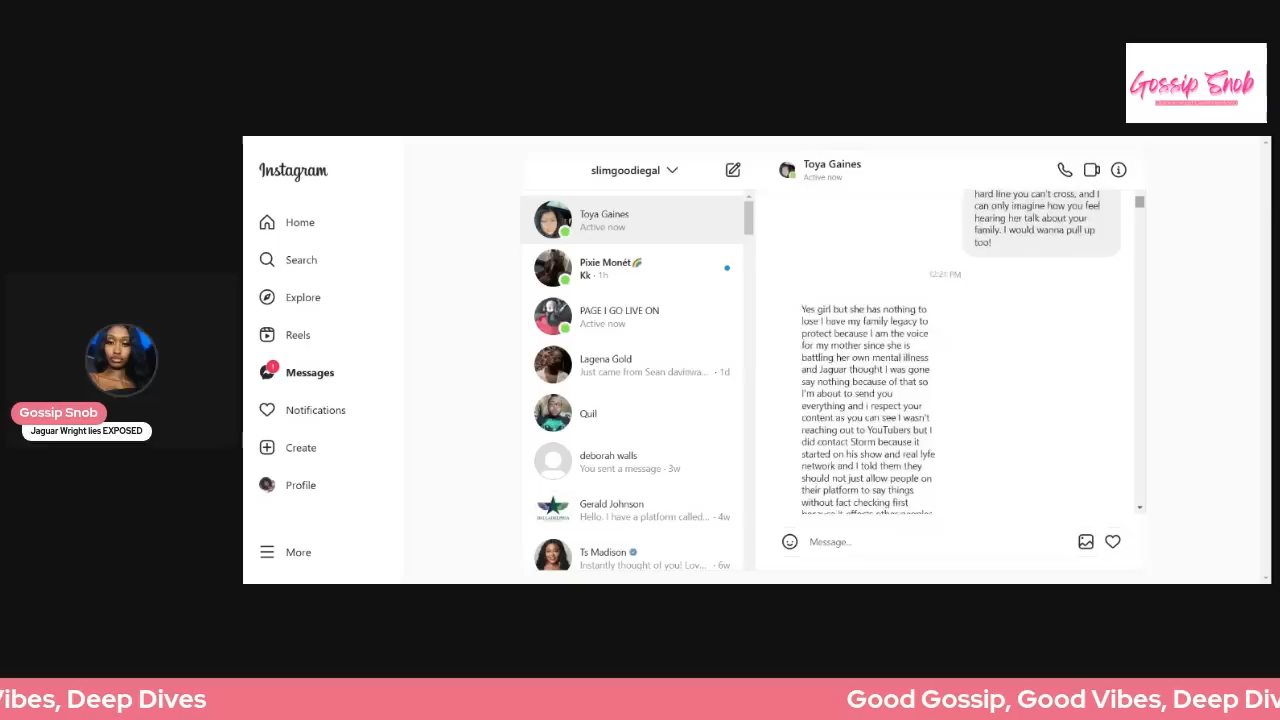 Gossip Snob
Instagram
Home
Search
Explore
Reels
1
Messages
Notifications
Create
Profile
More
slimgoodiegal
Toya Gaines
Active now
Pixie Monét
Kk · 1h
PAGE I GO LIVE ON
Active now
Lagena Gold
Just came from Sean daviewa... · 1d
Quil
deborah walls
You sent a message · 3w
Gerald Johnson
Hello. I have a platform called... · 4w
Ts Madison
Instantly thought of you! Lov... · 6w
Toya Gaines
Active now
hard line you can't cross, and I
can only imagine how you feel
hearing her talk about your
family. I would wanna pull up
too!
12:21 PM
Yes girl but she has nothing to
lose I have my family legacy to
protect because I am the voice
for my mother since she is
battling her own mental illness
and Jaguar thought I was gone
say nothing because of that so
I'm about to send you
everything and i respect your
content as you can see I wasn't
reaching out to YouTubers but I
did contact Storm because it
started on his show and real lyfe
network and I told them they
should not just allow people on
their platform to say things
without fact checking first
because it effects other peoples
Message...
Gossip Snob
Jaguar Wright lies EXPOSED
Vibes, Deep Dives
Good Gossip, Good Vibes, Deep Div